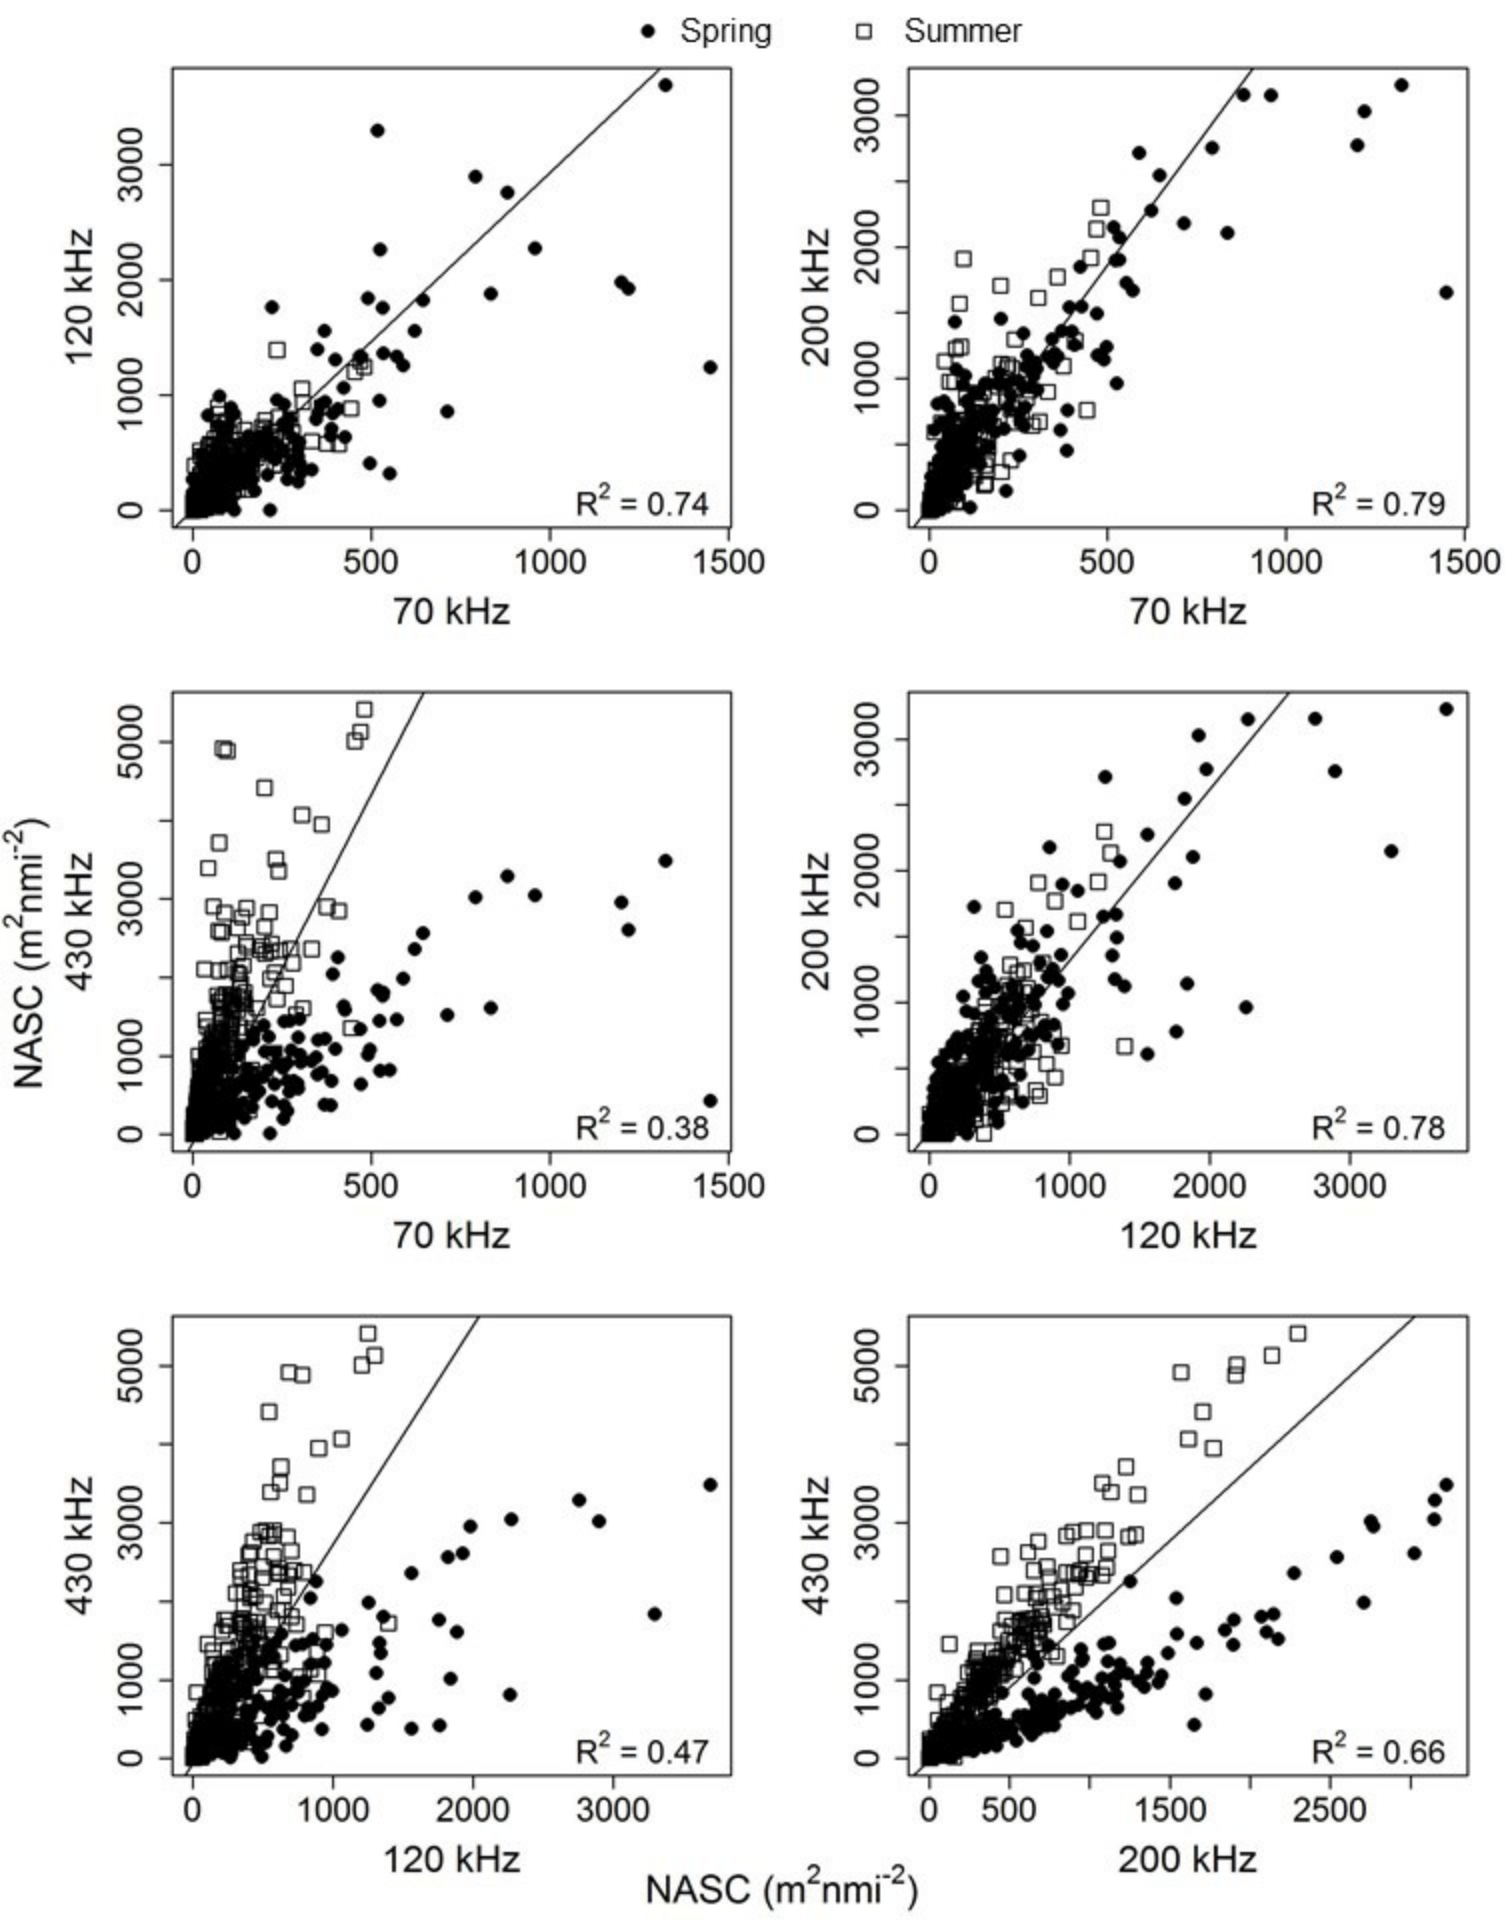 Spring Summer
3000
2000
1000
0
120 kHz
R² = 0.74
0 500 1000 1500
70 kHz
3000
2000
1000
0
200 kHz
R² = 0.79
0 500 1000 1500
70 kHz
NASC (m²nmi⁻²)
5000
3000
1000
0
430 kHz
R² = 0.38
0 500 1000 1500
70 kHz
3000
2000
1000
0
200 kHz
R² = 0.78
0 1000 2000 3000
120 kHz
5000
3000
1000
0
430 kHz
R² = 0.47
0 1000 2000 3000
120 kHz
5000
3000
1000
0
430 kHz
R² = 0.66
0 500 1500 2500
200 kHz
NASC (m²nmi⁻²)